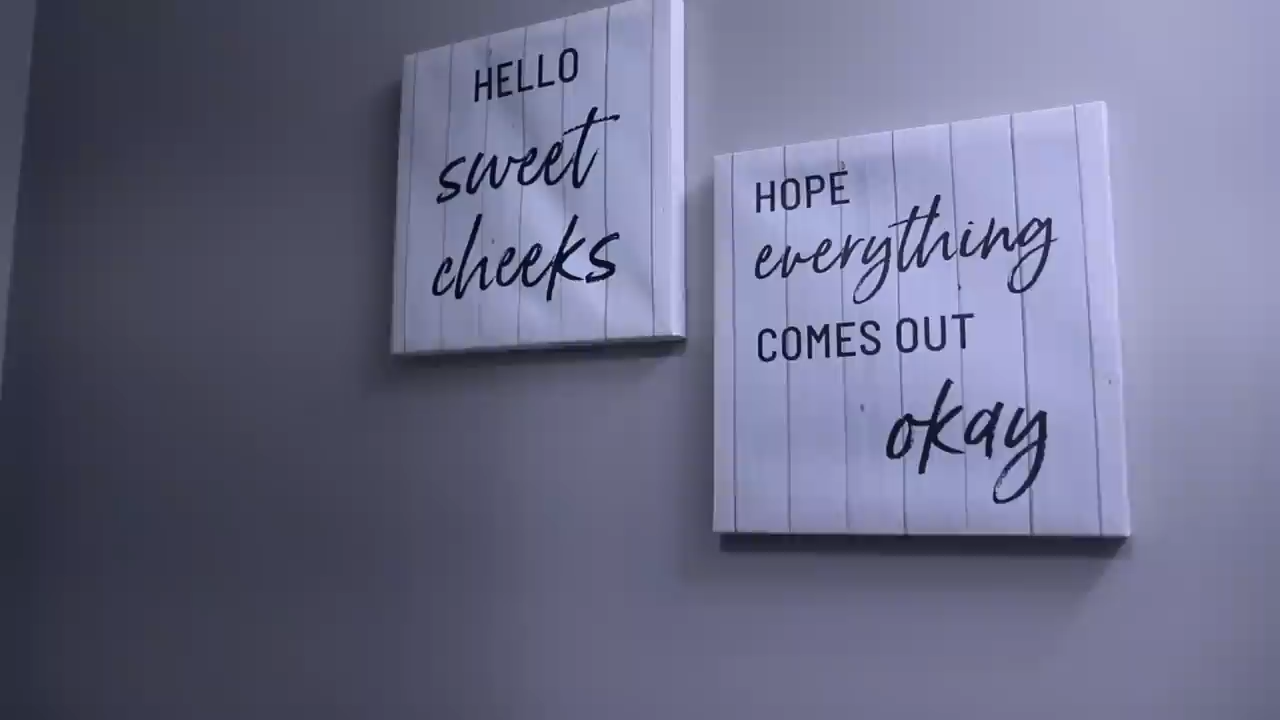 HELLO
sweet
cheeks
HOPE
everything
COMES OUT
okay